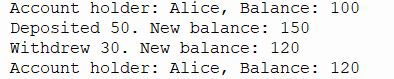 Account holder: Alice, Balance: 100
Deposited 50. New balance: 150
Withdrew 30. New balance: 120
Account holder: Alice, Balance: 120